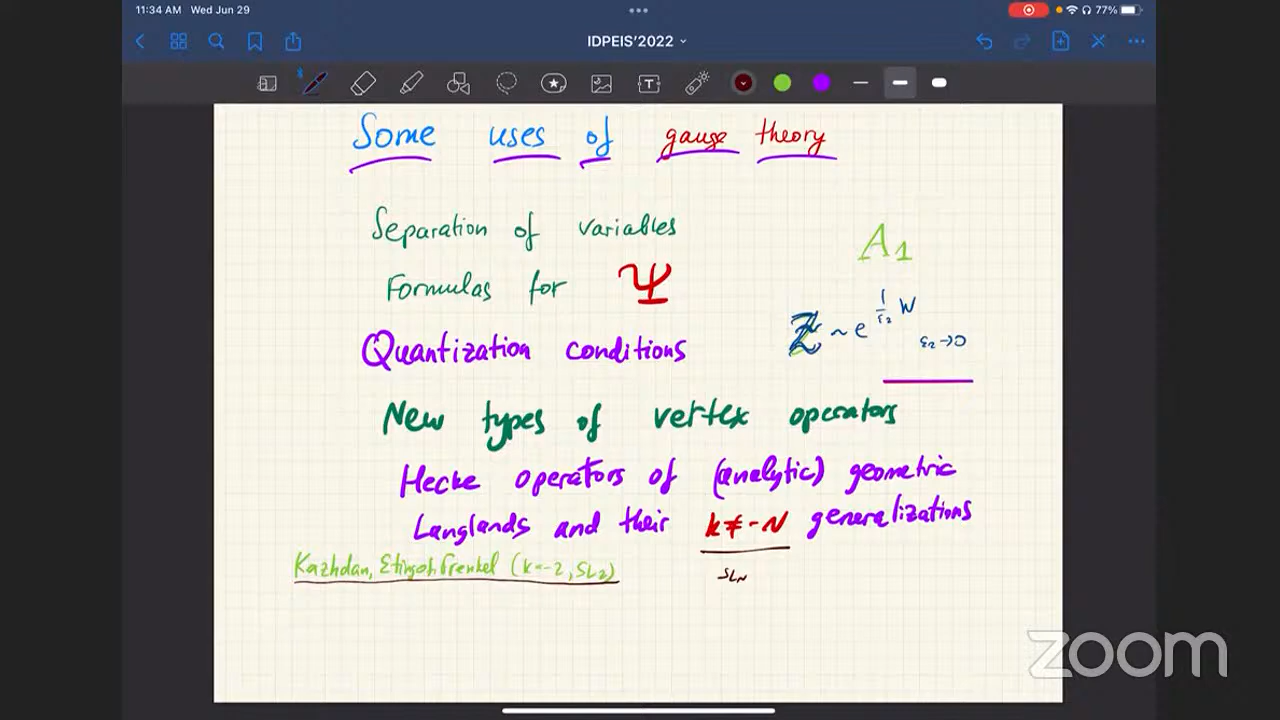 11:34 AM Wed Jun 29
77%
IDPEIS'2022
Some uses of gauge theory
Separation of variables
A₁
Formulas for Ψ
Z ~ e^{1/ε₂ W} ε₂→0
Quantization conditions
New types of vertex operators
Hecke operators of (analytic) geometric
Langlands and their k≠-N generalizations
Kazhdan, Etingof, Frenkel (k=-2, SL₂)
SL_N
zoom